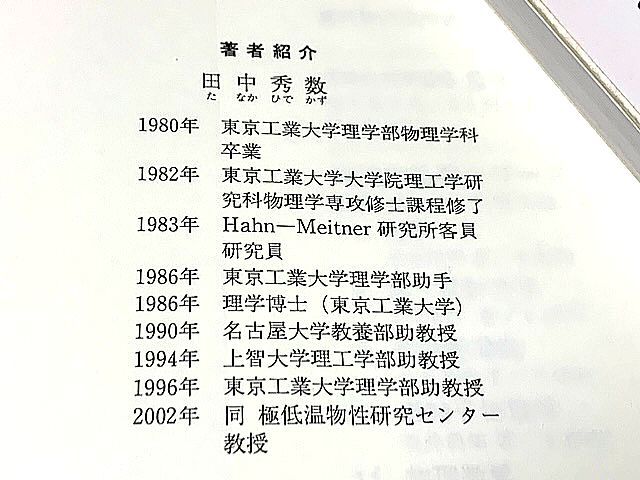 著者紹介
田中秀数
た なか ひで かず
1980年 東京工業大学理学部物理学科
卒業
1982年 東京工業大学大学院理工学研
究科物理学専攻修士課程修了
1983年 Hahn—Meitner 研究所客員
研究員
1986年 東京工業大学理学部助手
1986年 理学博士（東京工業大学）
1990年 名古屋大学教養部助教授
1994年 上智大学理工学部助教授
1996年 東京工業大学理学部助教授
2002年 同 極低温物性研究センター
教授